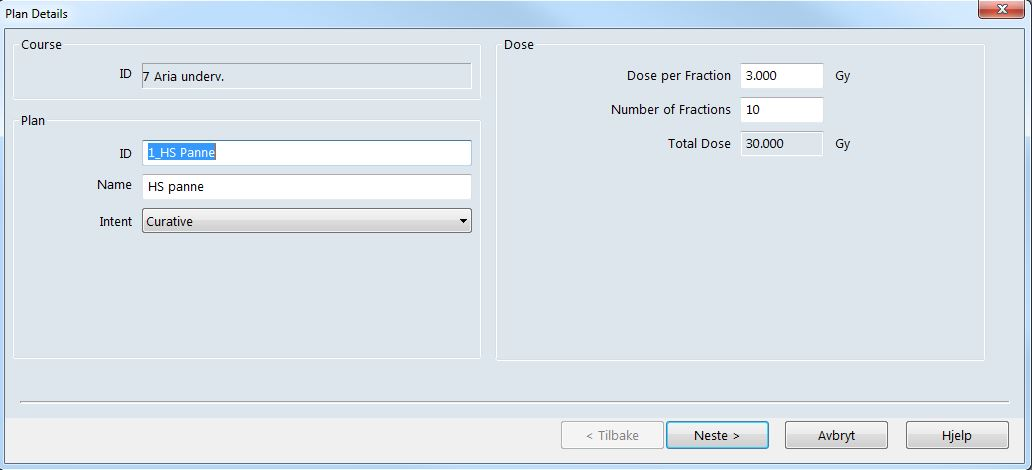 Plan Details
Course
ID 7 Aria underv.
Plan
ID 1_HS Panne
Name HS panne
Intent Curative
Dose
Dose per Fraction 3.000 Gy
Number of Fractions 10
Total Dose 30.000 Gy
< Tilbake Neste > Avbryt Hjelp